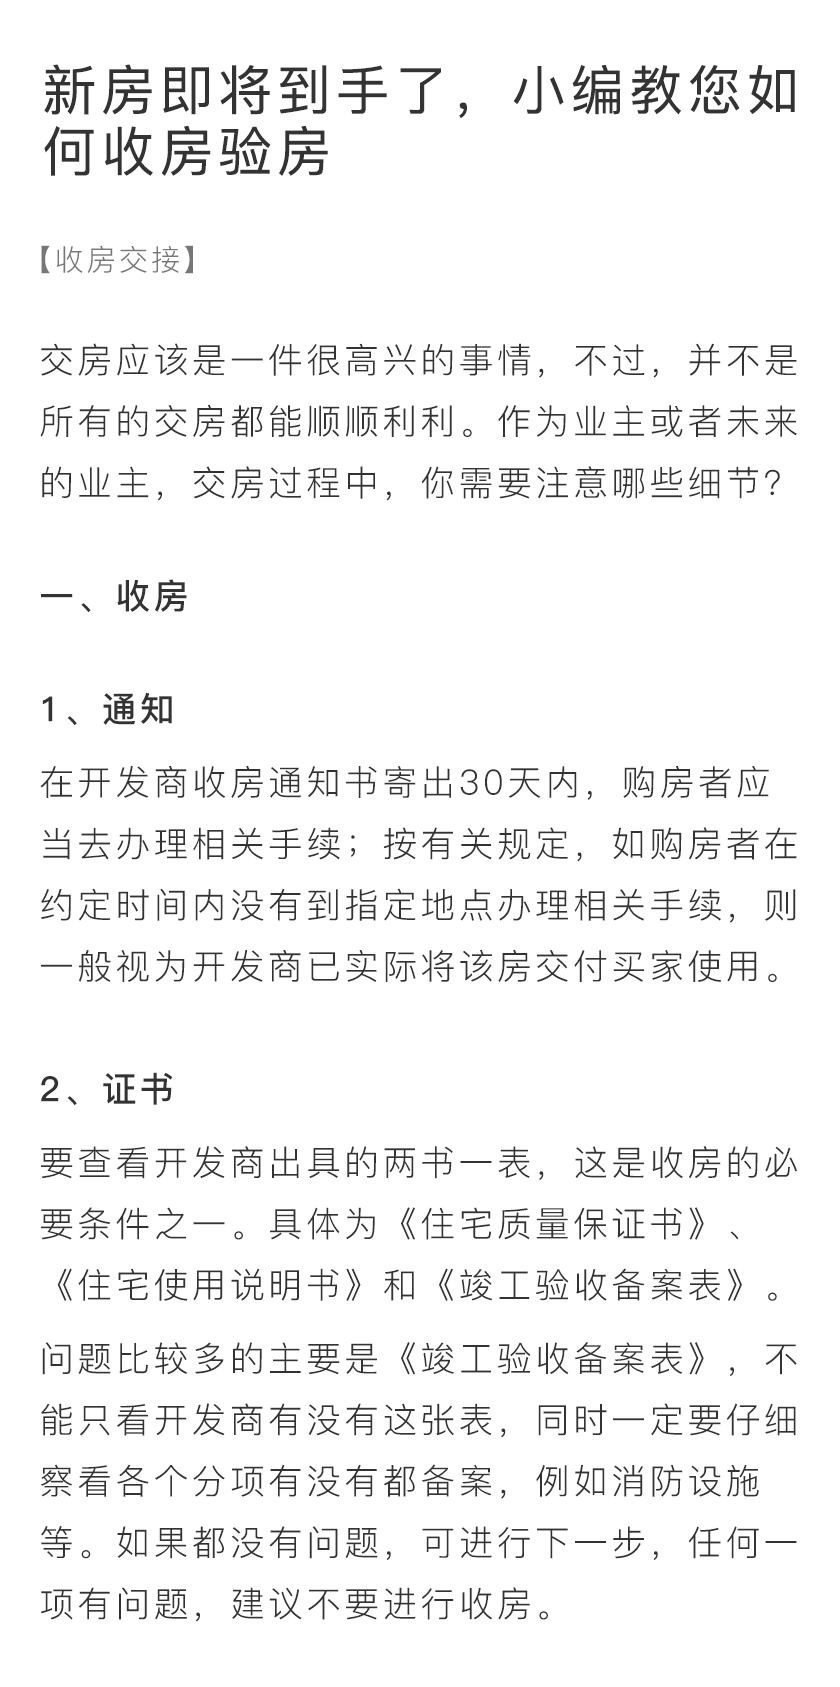 新房即将到手了，小编教您如
何收房验房
【收房交接】
交房应该是一件很高兴的事情，不过，并不是
所有的交房都能顺顺利利。作为业主或者未来
的业主，交房过程中，你需要注意哪些细节？
一、收房
1、通知
在开发商收房通知书寄出30天内，购房者应
当去办理相关手续；按有关规定，如购房者在
约定时间内没有到指定地点办理相关手续，则
一般视为开发商已实际将该房交付买家使用。
2、证书
要查看开发商出具的两书一表，这是收房的必
要条件之一。具体为《住宅质量保证书》、
《住宅使用说明书》和《竣工验收备案表》。
问题比较多的主要是《竣工验收备案表》，不
能只看开发商有没有这张表，同时一定要仔细
察看各个分项有没有都备案，例如消防设施
等。如果都没有问题，可进行下一步，任何一
项有问题，建议不要进行收房。